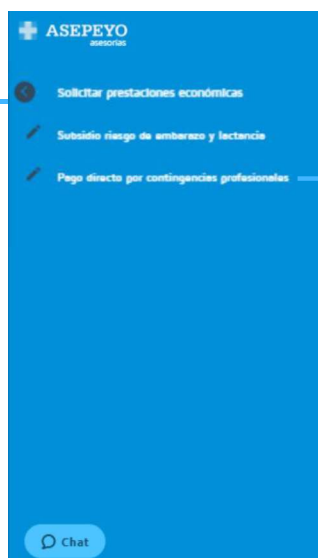 ASEPEYO
asesorías
Solicitar prestaciones económicas
Subsidio riesgo de embarazo y lactancia
Pago directo por contingencias profesionales
Chat